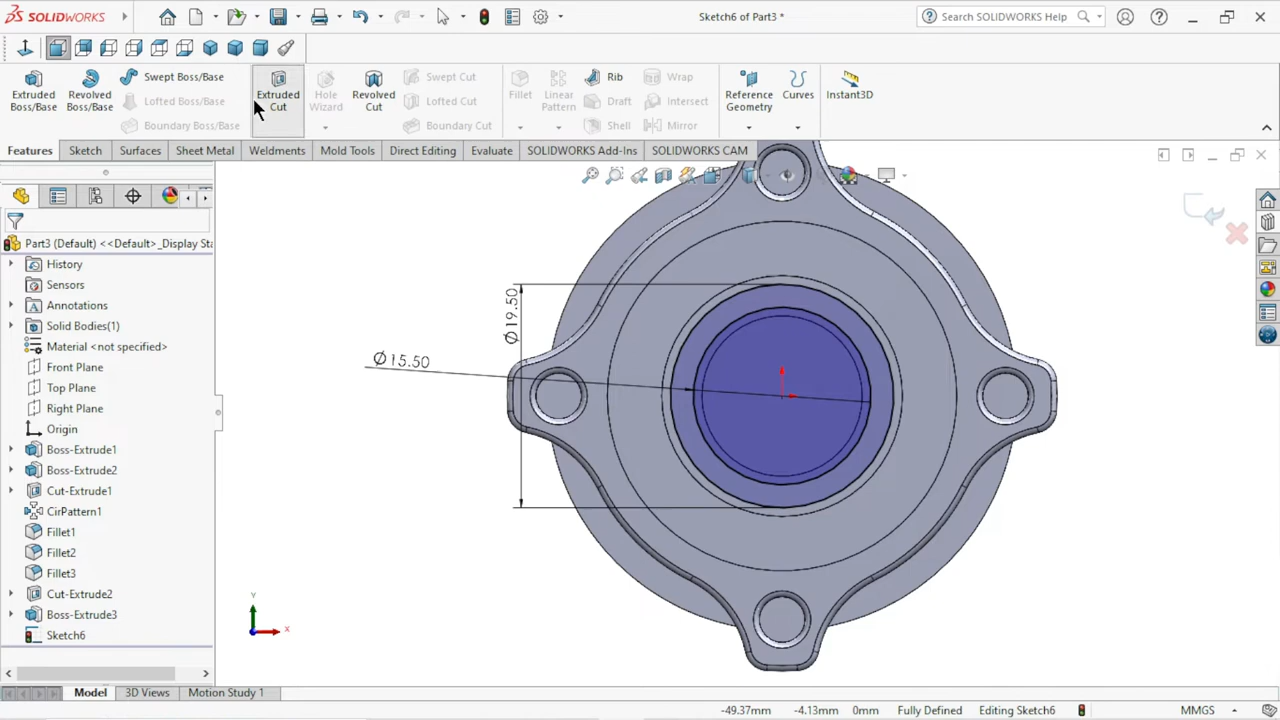 SOLIDWORKS
Sketch6 of Part3 *
Search SOLIDWORKS Help
Extruded Boss/Base
Revolved Boss/Base
Swept Boss/Base
Lofted Boss/Base
Boundary Boss/Base
Extruded Cut
Hole Wizard
Revolved Cut
Swept Cut
Lofted Cut
Boundary Cut
Fillet
Linear Pattern
Rib
Draft
Shell
Wrap
Intersect
Mirror
Reference Geometry
Curves
Instant3D
Features
Sketch
Surfaces
Sheet Metal
Weldments
Mold Tools
Direct Editing
Evaluate
SOLIDWORKS Add-Ins
SOLIDWORKS CAM
Part3 (Default) <<Default>_Display Sta
History
Sensors
Annotations
Solid Bodies(1)
Material <not specified>
Front Plane
Top Plane
Right Plane
Origin
Boss-Extrude1
Boss-Extrude2
Cut-Extrude1
CirPattern1
Fillet1
Fillet2
Fillet3
Cut-Extrude2
Boss-Extrude3
Sketch6
Ø19.50
Ø15.50
Y
X
Model
3D Views
Motion Study 1
-49.37mm
-4.13mm
0mm
Fully Defined
Editing Sketch6
MMGS